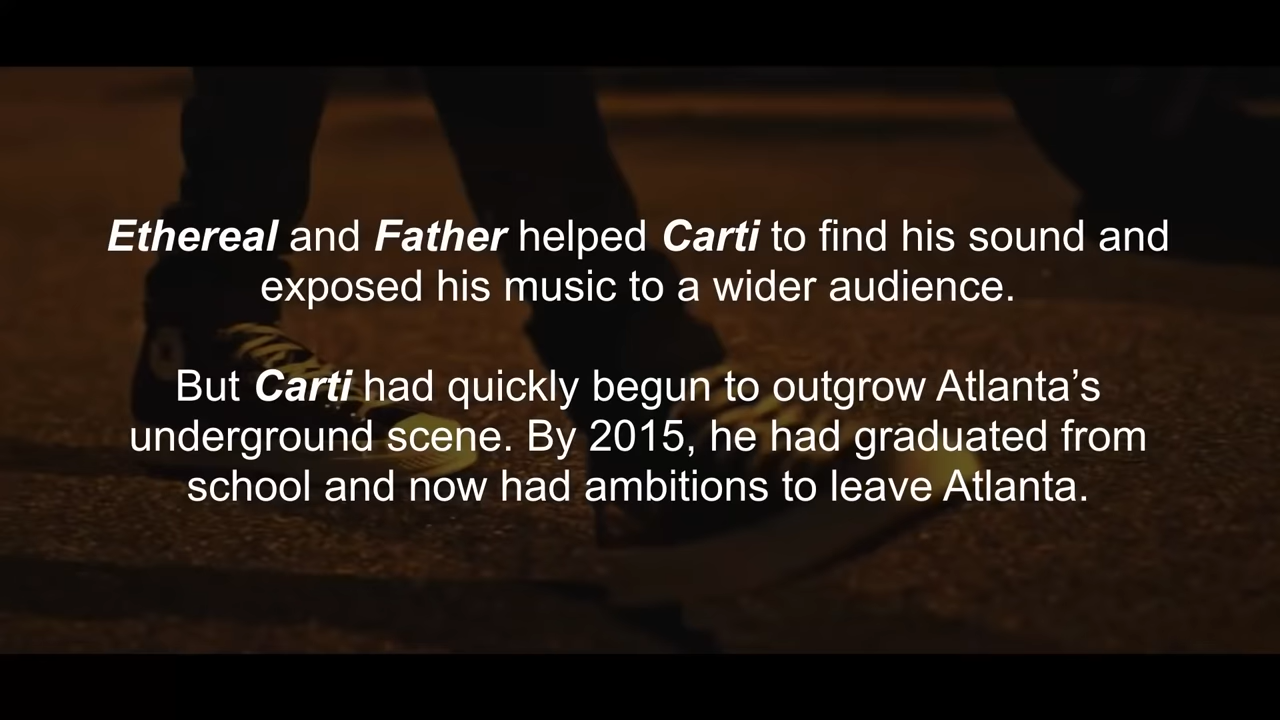 Ethereal and Father helped Carti to find his sound and
exposed his music to a wider audience.
But Carti had quickly begun to outgrow Atlanta’s
underground scene. By 2015, he had graduated from
school and now had ambitions to leave Atlanta.